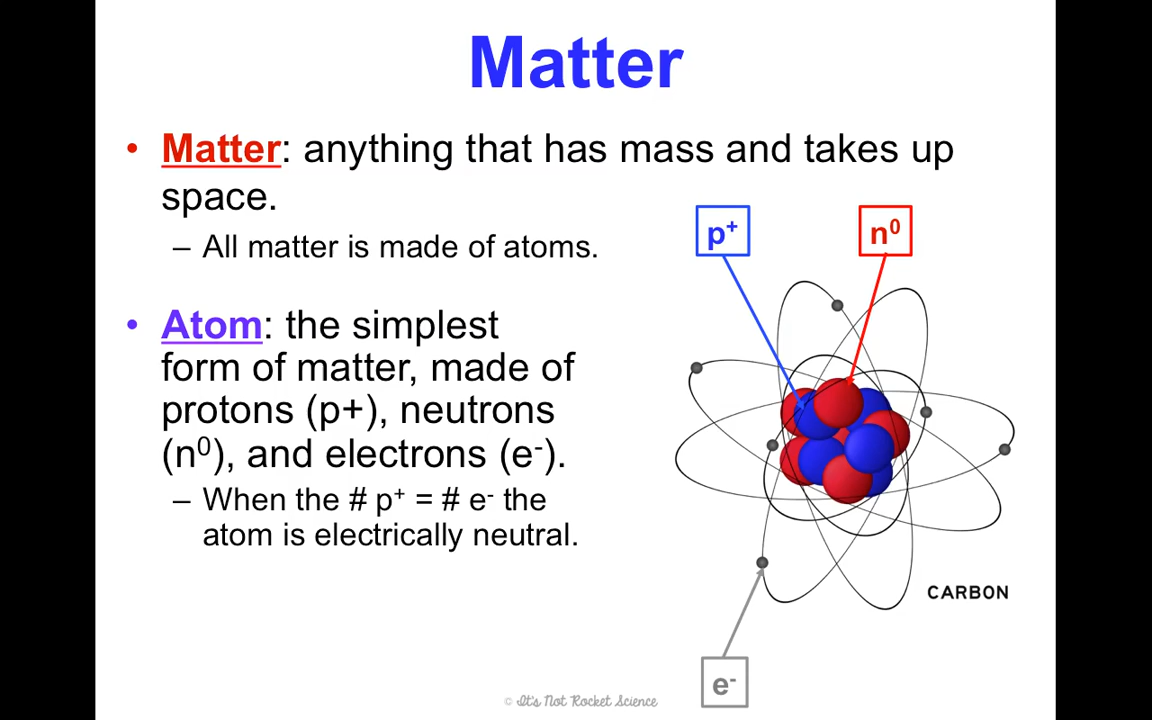 Matter
• Matter: anything that has mass and takes up
space.
– All matter is made of atoms.
p⁺
n⁰
• Atom: the simplest
form of matter, made of
protons (p+), neutrons
(n⁰), and electrons (e⁻).
– When the # p⁺ = # e⁻ the
atom is electrically neutral.
CARBON
e⁻
© It's Not Rocket Science